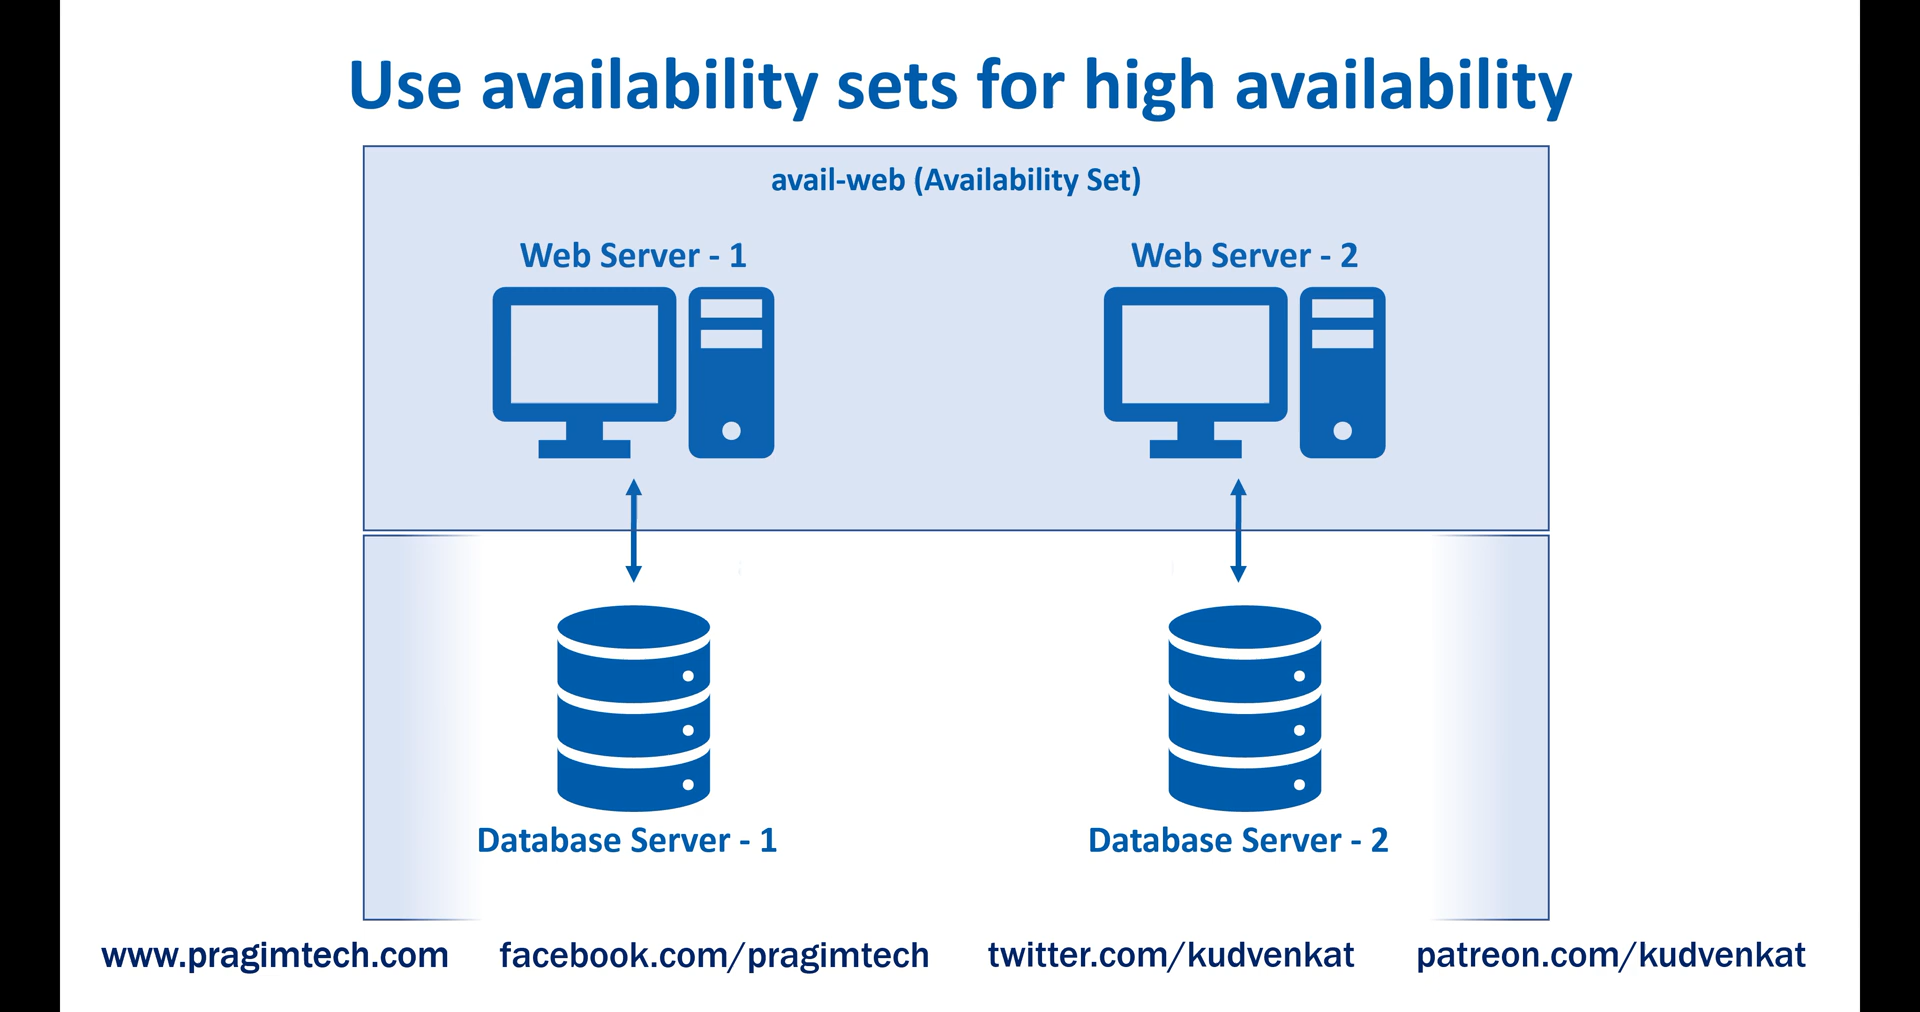 Use availability sets for high availability
avail-web (Availability Set)
Web Server - 1
Web Server - 2
Database Server - 1
Database Server - 2
www.pragimtech.com
facebook.com/pragimtech
twitter.com/kudvenkat
patreon.com/kudvenkat